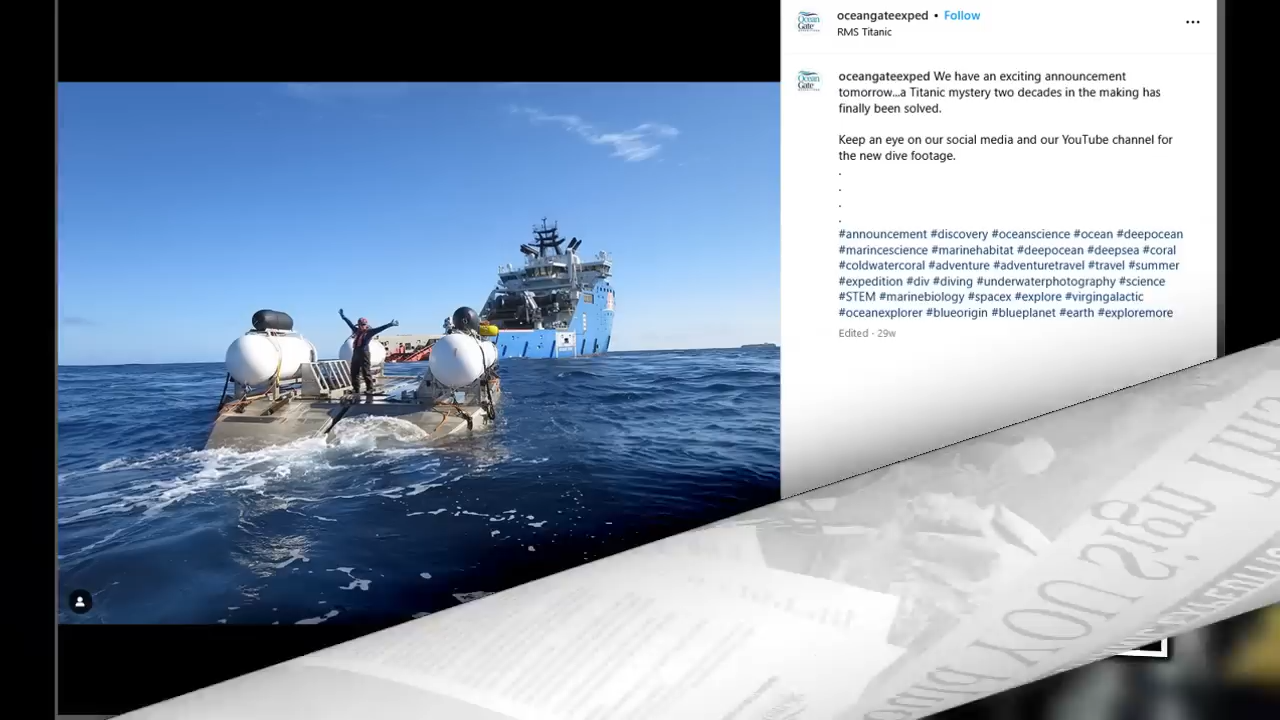 oceangateexped • Follow
RMS Titanic
oceangateexped We have an exciting announcement
tomorrow...a Titanic mystery two decades in the making has
finally been solved.
Keep an eye on our social media and our YouTube channel for
the new dive footage.
.
.
.
.
#announcement #discovery #oceanscience #ocean #deepocean
#marincescience #marinehabitat #deepocean #deepsea #coral
#coldwatercoral #adventure #adventuretravel #travel #summer
#expedition #div #diving #underwaterphotography #science
#STEM #marinebiology #spacex #explore #virgingalactic
#oceanexplorer #blueorigin #blueplanet #earth #exploremore
Edited · 29w
Ocean
Gate